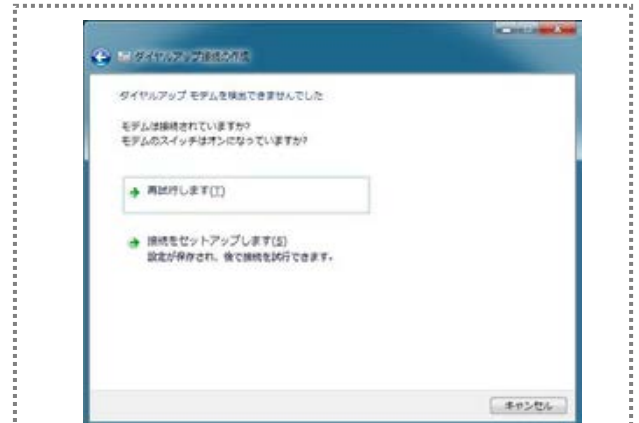 ダイヤルアップ接続の作成
ダイヤルアップ モデムを検出できませんでした
モデムは接続されていますか?
モデムのスイッチはオンになっていますか?
再試行します(T)
接続をセットアップします(S)
設定が保存され、後で接続を試行できます。
キャンセル